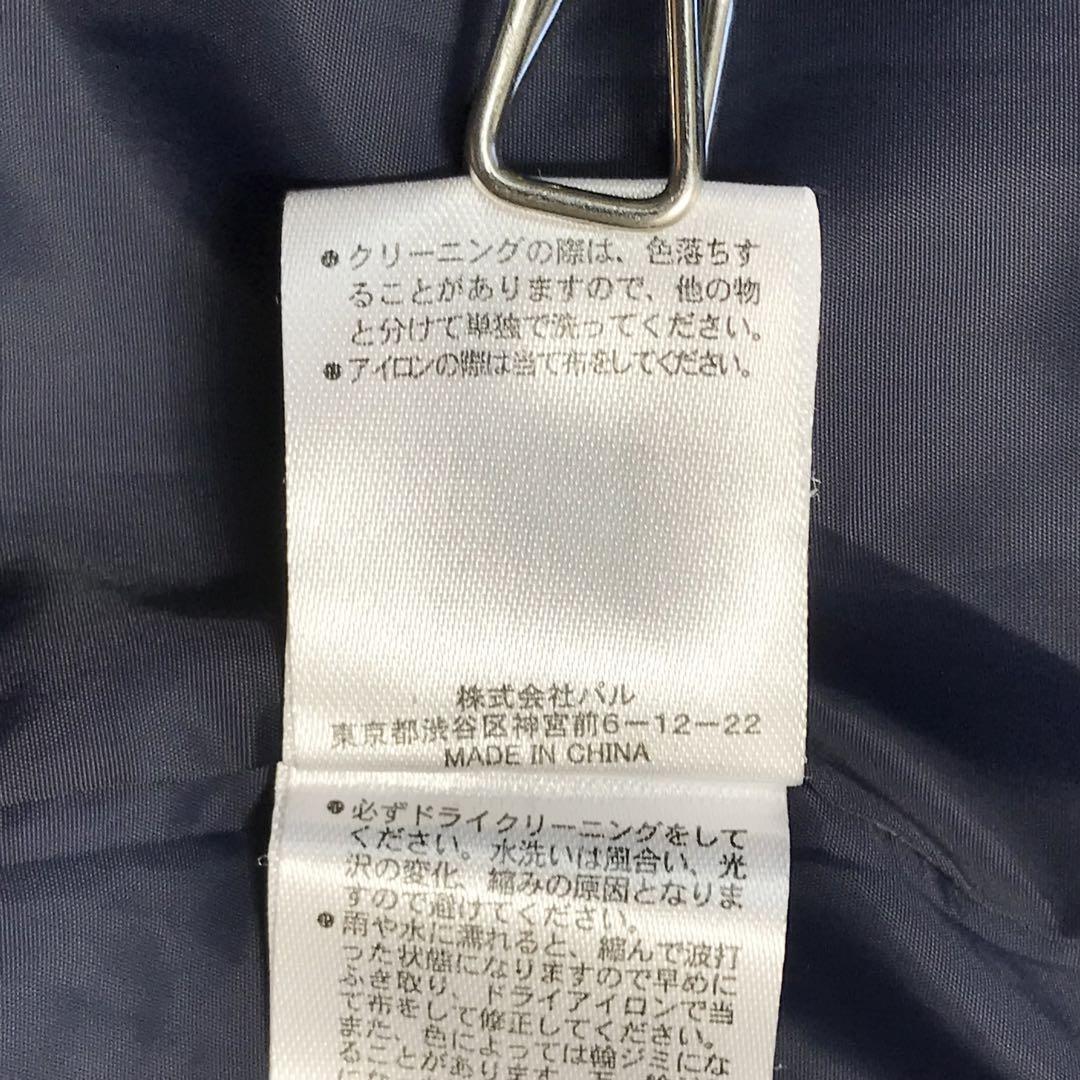 ●クリーニングの際は、色落ちす
ることがありますので、他の物
と分けて単独で洗ってください。
●アイロンの際は当て布をしてください。
株式会社パル
東京都渋谷区神宮前6-12-22
MADE IN CHINA
●必ずドライクリーニングをして
ください。水洗いは風合い、光
沢の変化、縮みの原因となりま
すので避けてください。
●雨や水に濡れると、縮んで波打
った状態になりますので早めに
ふき取り、ドライアイロンで当
て布をして修正してください。
また、色によっては輪ジミにな
ることがあります。